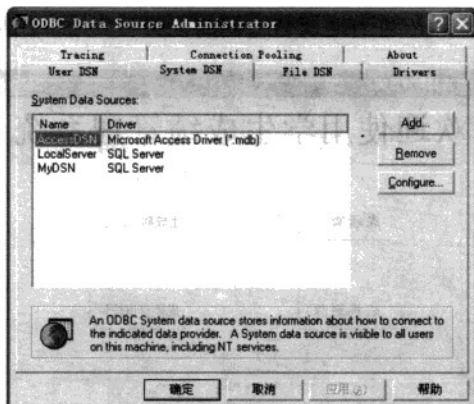 ODBC Data Source Administrator
Tracing Connection Pooling About
User DSN System DSN File DSN Drivers
System Data Sources:
Name Driver
AccessDSN Microsoft Access Driver (*.mdb)
LocalServer SQL Server
MyDSN SQL Server
Add...
Remove
Configure...
An ODBC System data source stores information about how to connect to
the indicated data provider. A System data source is visible to all users
on this machine, including NT services.
确定 取消 应用(A) 帮助